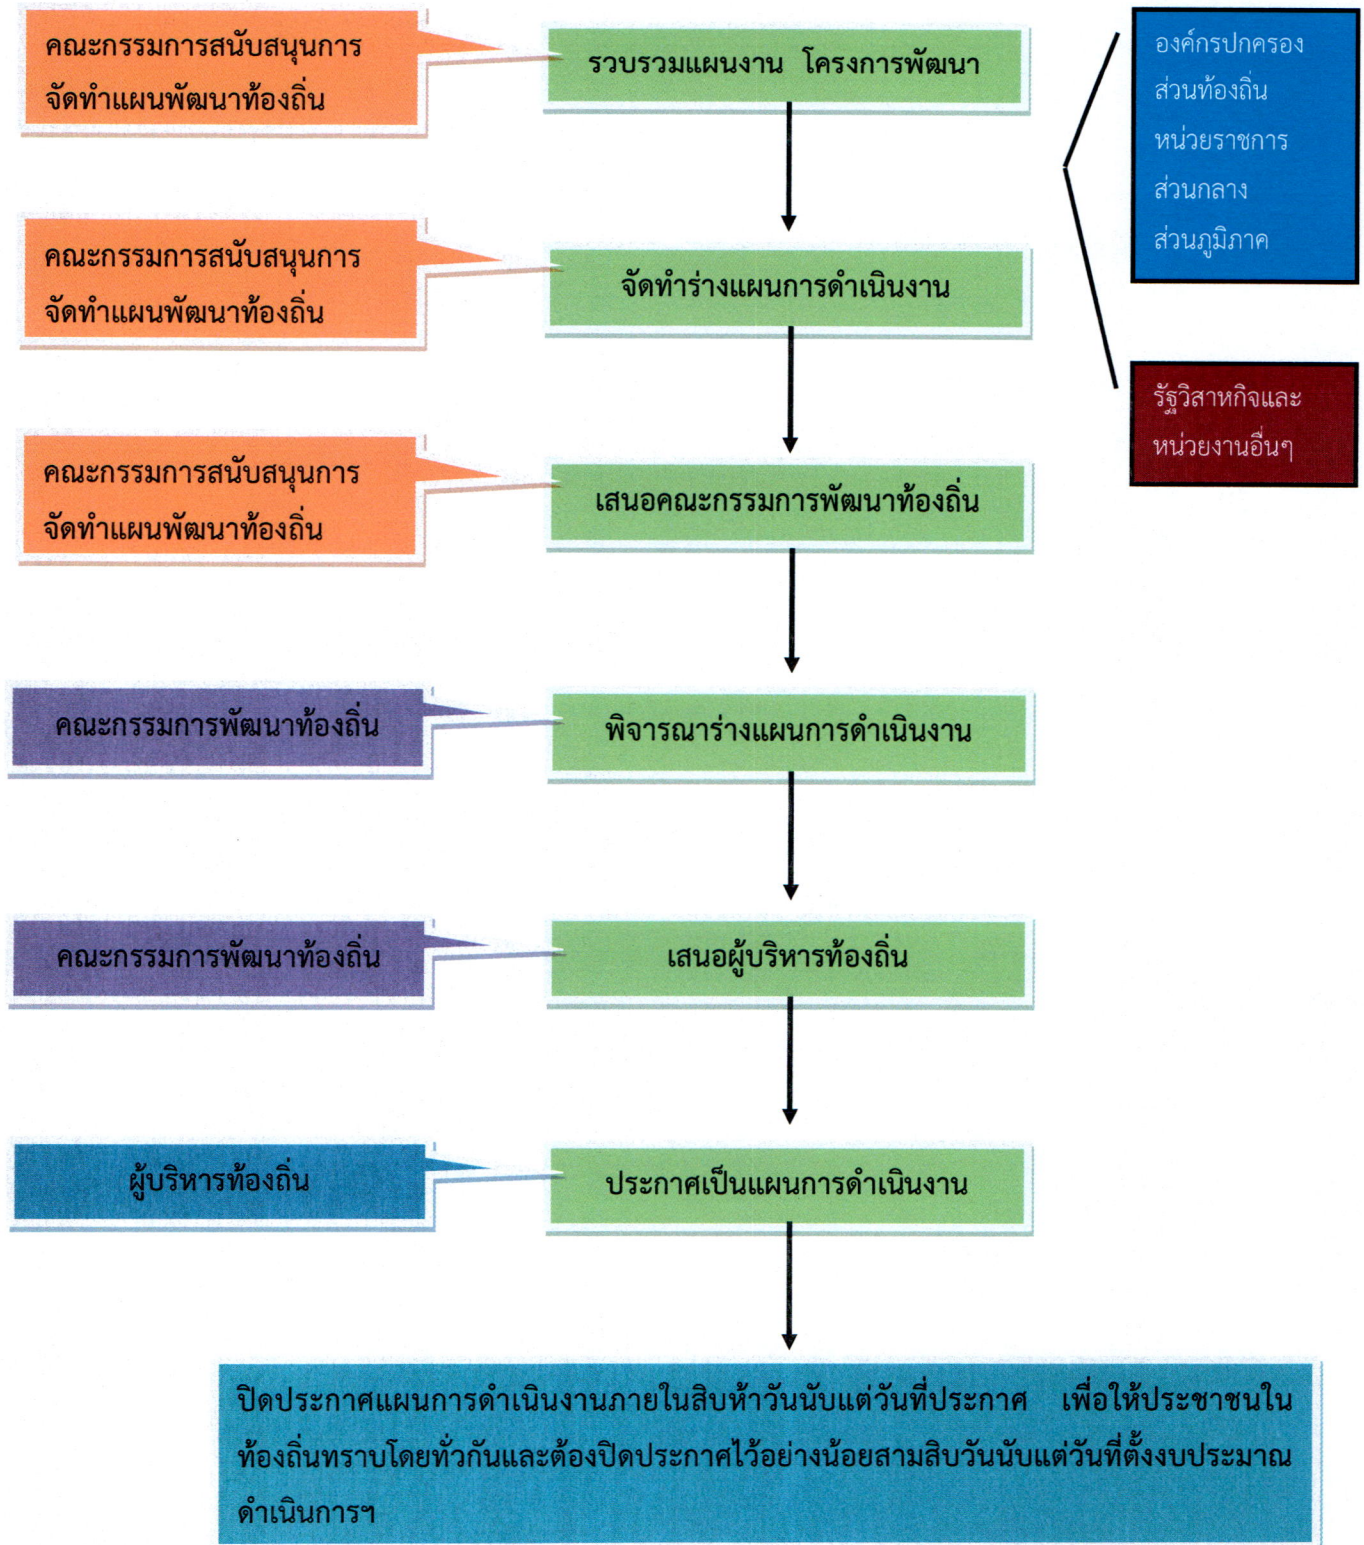 คณะกรรมการสนับสนุนการ
จัดทำแผนพัฒนาท้องถิ่น
รวบรวมแผนงาน โครงการพัฒนา
องค์กรปกครอง
ส่วนท้องถิ่น
หน่วยราชการ
ส่วนกลาง
ส่วนภูมิภาค
คณะกรรมการสนับสนุนการ
จัดทำแผนพัฒนาท้องถิ่น
จัดทำร่างแผนการดำเนินงาน
รัฐวิสาหกิจและ
หน่วยงานอื่นๆ
คณะกรรมการสนับสนุนการ
จัดทำแผนพัฒนาท้องถิ่น
เสนอคณะกรรมการพัฒนาท้องถิ่น
คณะกรรมการพัฒนาท้องถิ่น
พิจารณาร่างแผนการดำเนินงาน
คณะกรรมการพัฒนาท้องถิ่น
เสนอผู้บริหารท้องถิ่น
ผู้บริหารท้องถิ่น
ประกาศเป็นแผนการดำเนินงาน
ปิดประกาศแผนการดำเนินงานภายในสิบห้าวันนับแต่วันที่ประกาศ เพื่อให้ประชาชนใน
ท้องถิ่นทราบโดยทั่วกันและต้องปิดประกาศไว้อย่างน้อยสามสิบวันนับแต่วันที่ตั้งงบประมาณ
ดำเนินการฯ